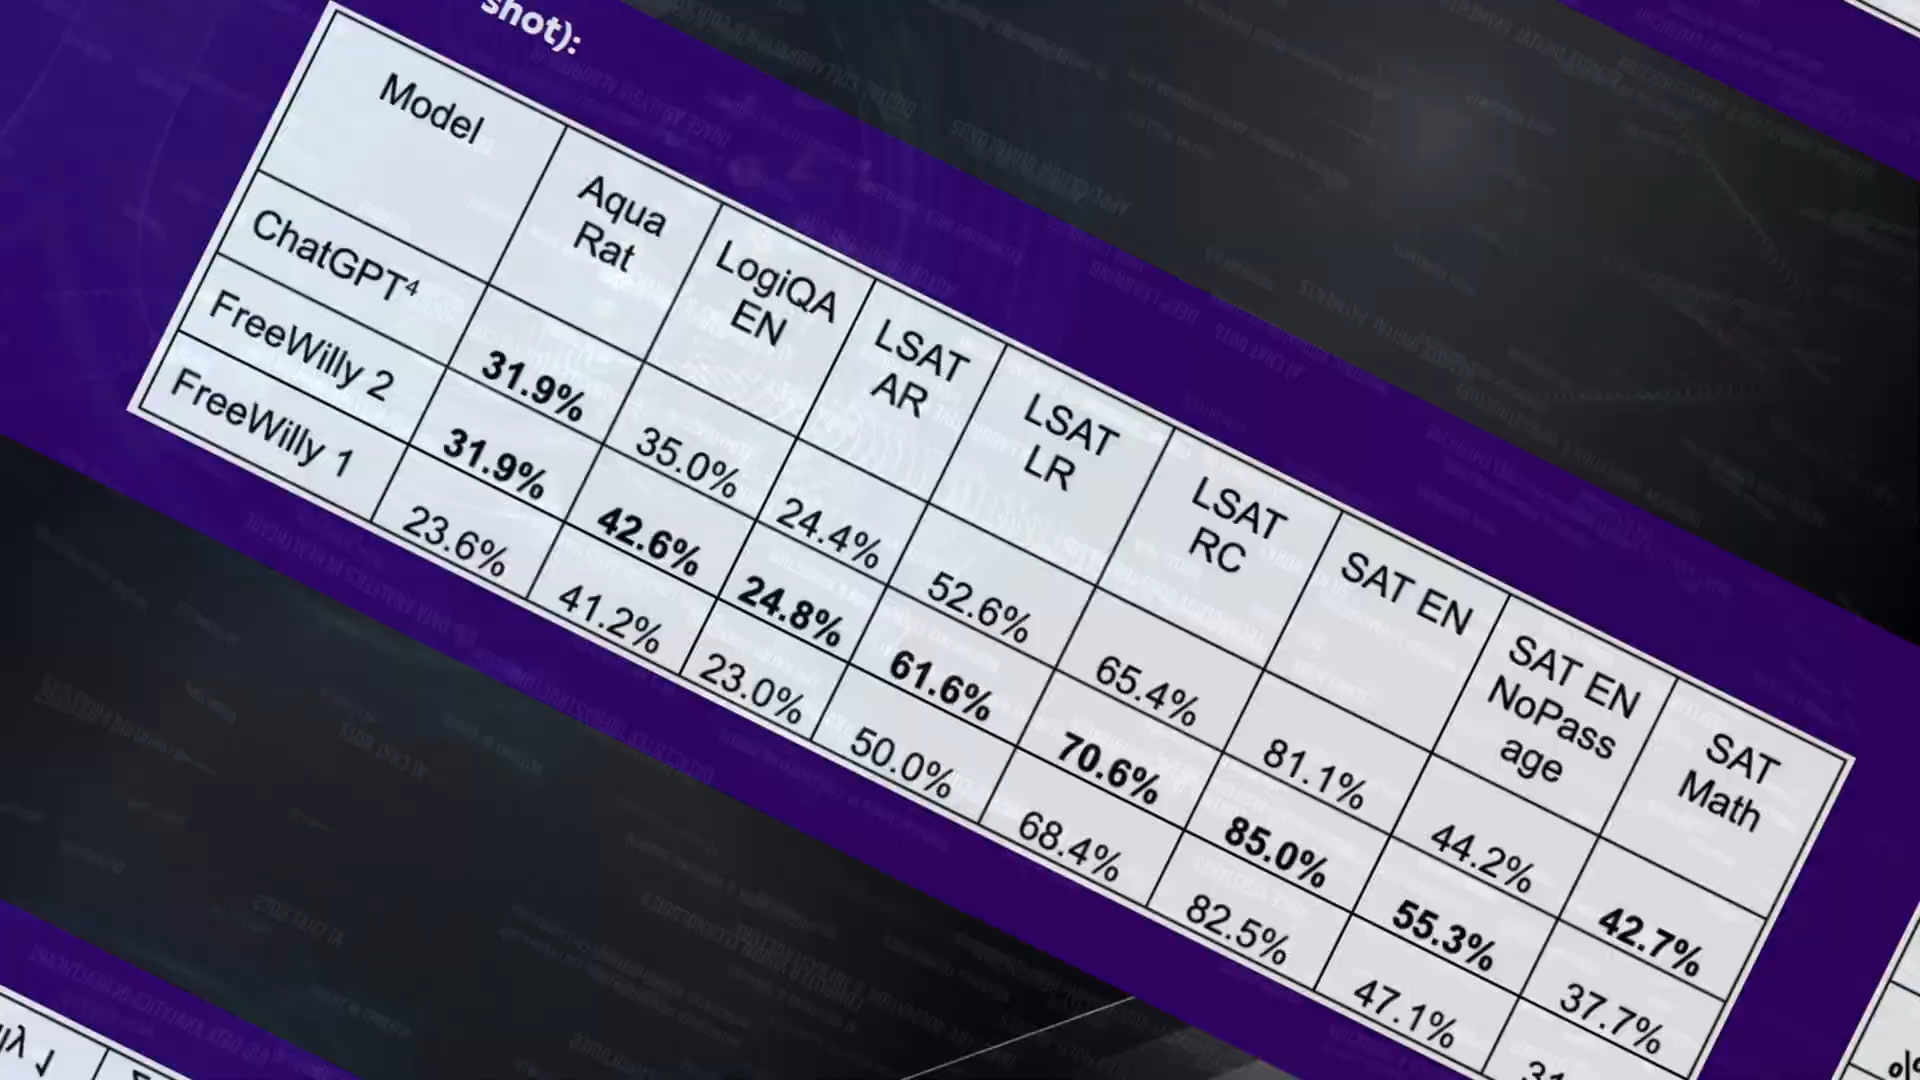 shot):
Model
Aqua
Rat
LogiQA
EN
LSAT
AR
LSAT
LR
LSAT
RC
SAT EN
SAT EN
NoPass
age
SAT
Math
ChatGPT⁴
31.9%
35.0%
24.4%
52.6%
65.4%
81.1%
44.2%
42.7%
FreeWilly 2
31.9%
42.6%
24.8%
61.6%
70.6%
85.0%
55.3%
37.7%
FreeWilly 1
23.6%
41.2%
23.0%
50.0%
68.4%
82.5%
47.1%